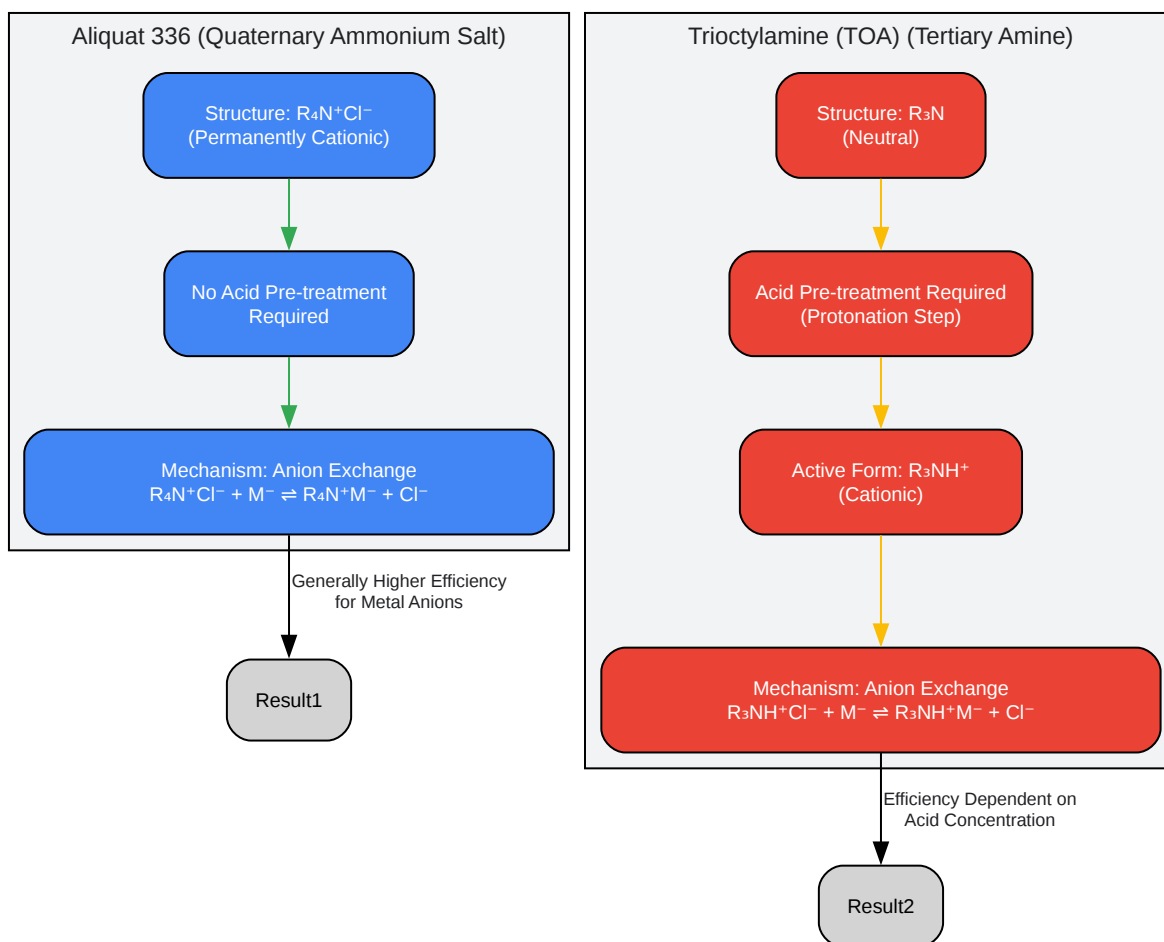 Aliquat 336 (Quaternary Ammonium Salt)
Structure: R₄N⁺Cl⁻
(Permanently Cationic)
No Acid Pre-treatment
Required
Mechanism: Anion Exchange
R₄N⁺Cl⁻ + M⁻ ⇌ R₄N⁺M⁻ + Cl⁻
Generally Higher Efficiency
for Metal Anions
Result1
Trioctylamine (TOA) (Tertiary Amine)
Structure: R₃N
(Neutral)
Acid Pre-treatment Required
(Protonation Step)
Active Form: R₃NH⁺
(Cationic)
Mechanism: Anion Exchange
R₃NH⁺Cl⁻ + M⁻ ⇌ R₃NH⁺M⁻ + Cl⁻
Efficiency Dependent on
Acid Concentration
Result2